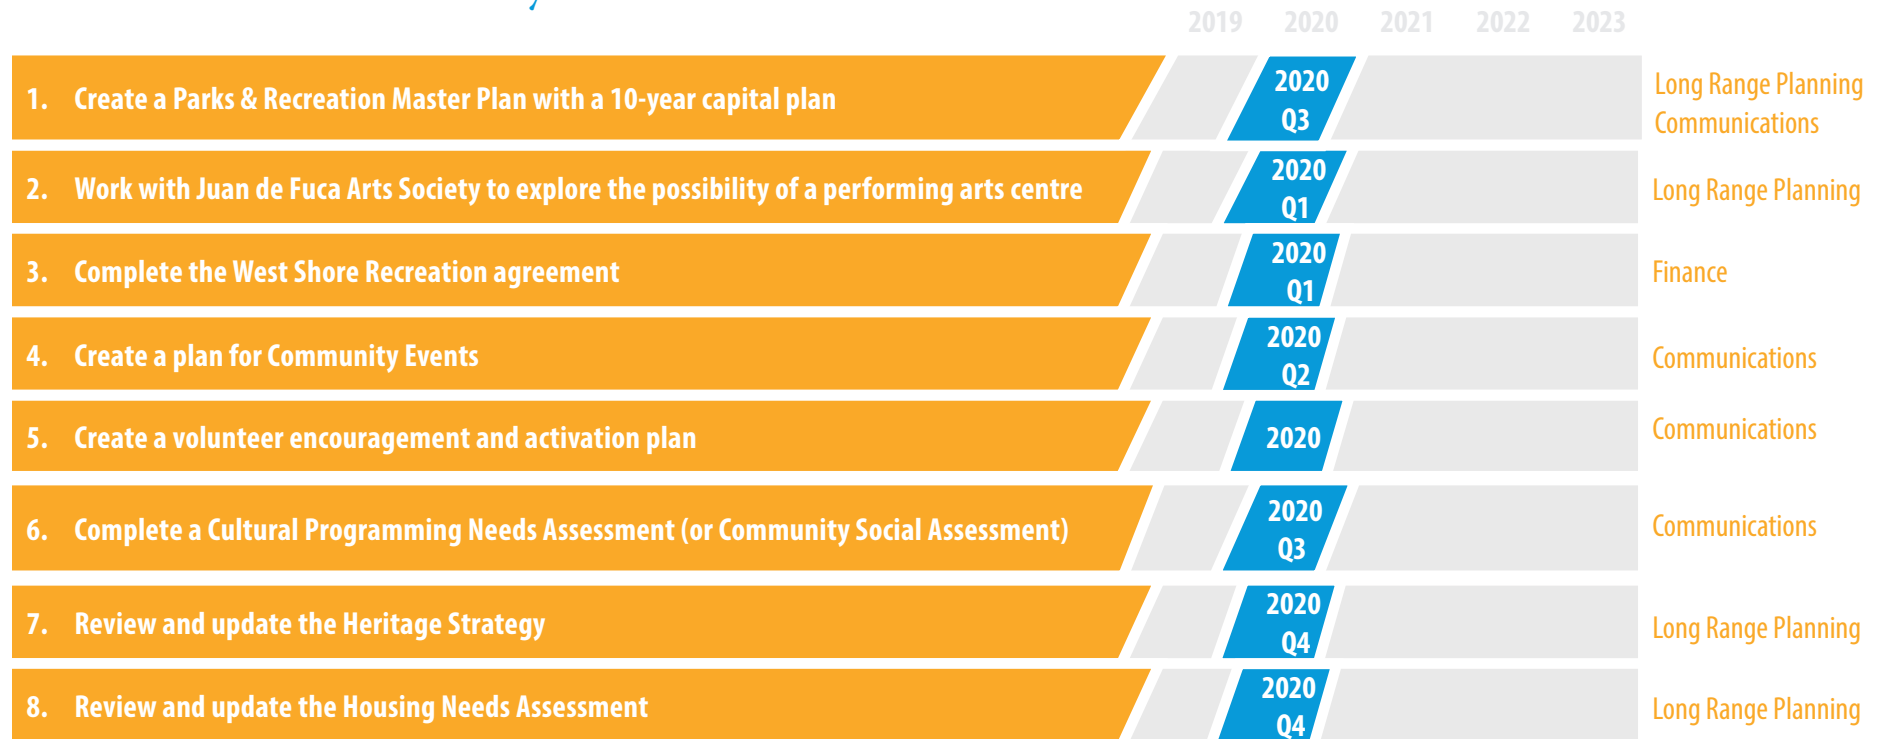 2019 2020 2021 2022 2023
1. Create a Parks & Recreation Master Plan with a 10-year capital plan
2020
Q3
Long Range Planning
Communications
2. Work with Juan de Fuca Arts Society to explore the possibility of a performing arts centre
2020
Q1
Long Range Planning
3. Complete the West Shore Recreation agreement
2020
Q1
Finance
4. Create a plan for Community Events
2020
Q2
Communications
5. Create a volunteer encouragement and activation plan
2020
Communications
6. Complete a Cultural Programming Needs Assessment (or Community Social Assessment)
2020
Q3
Communications
7. Review and update the Heritage Strategy
2020
Q4
Long Range Planning
8. Review and update the Housing Needs Assessment
2020
Q4
Long Range Planning